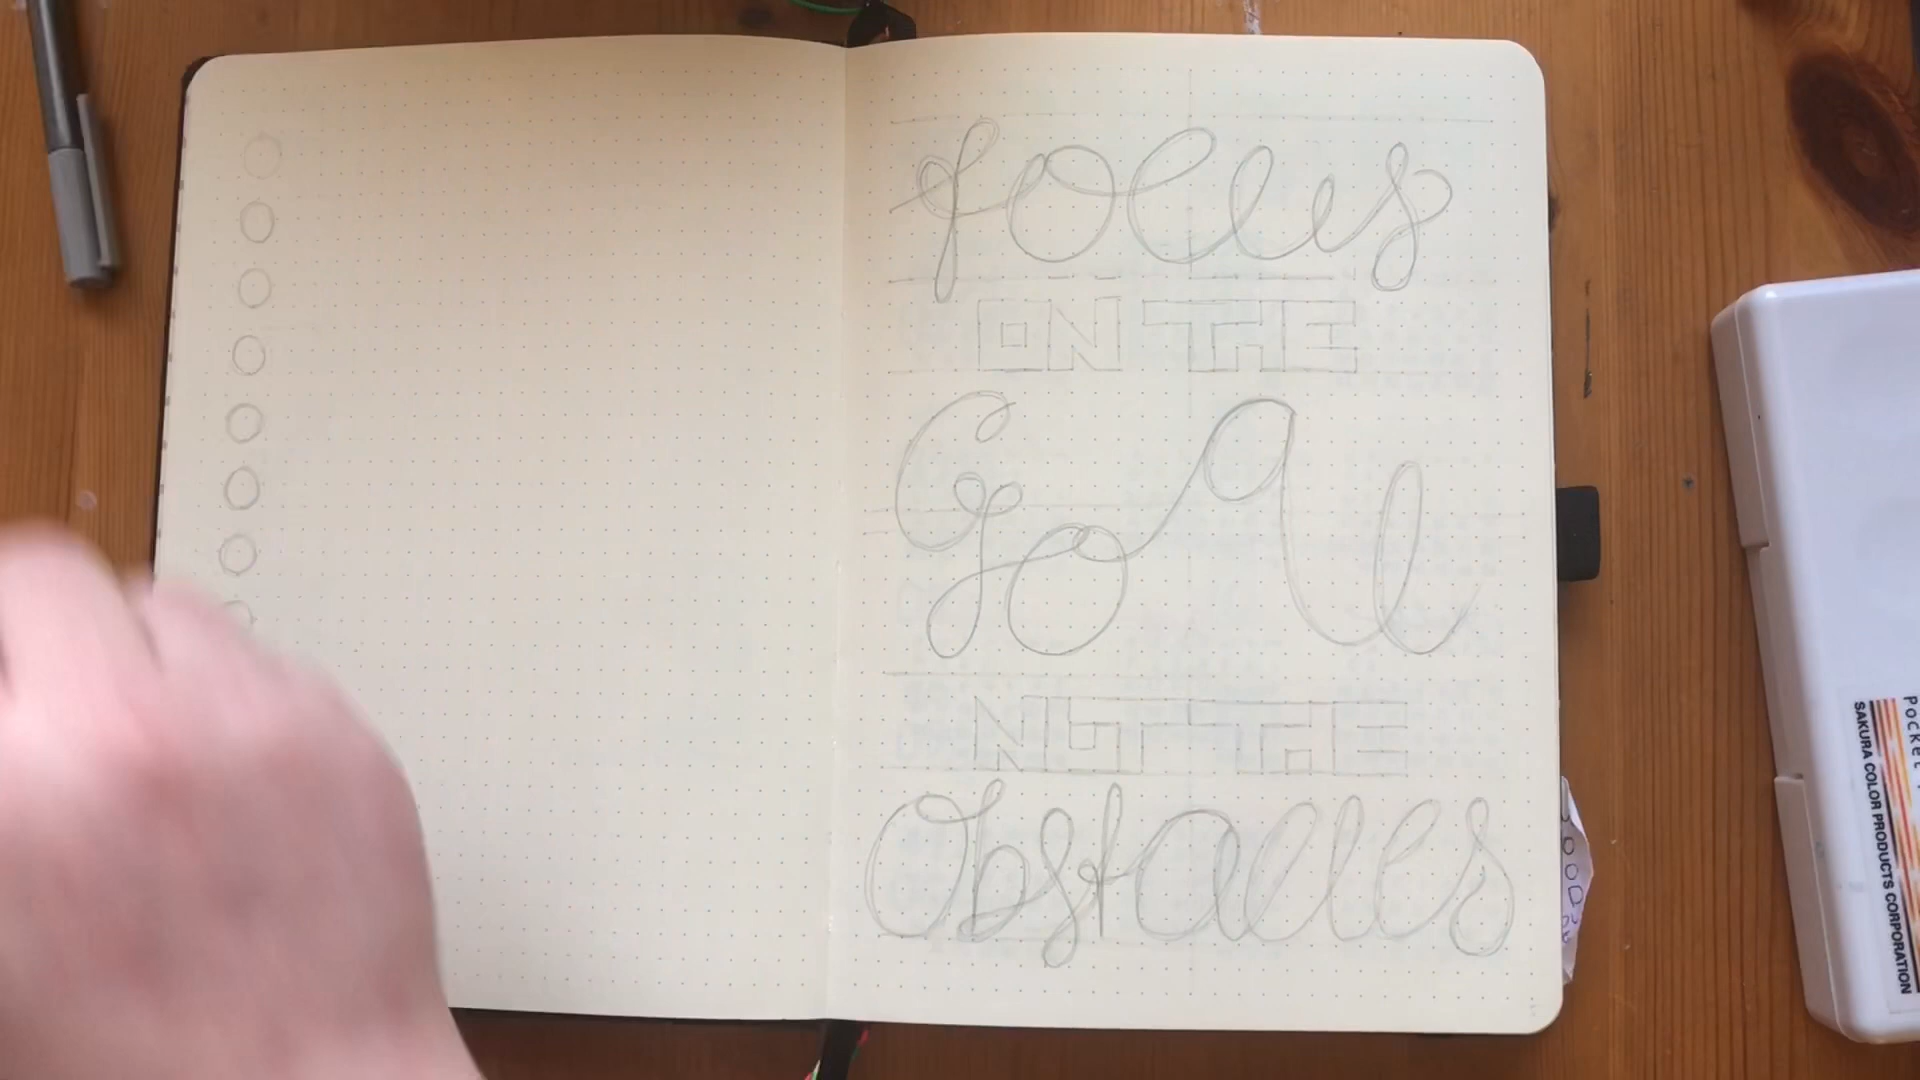 focus
ON THE
Goal
NOT THE
Obstacles
Pocket
SAKURA COLOR PRODUCTS CORPORATION